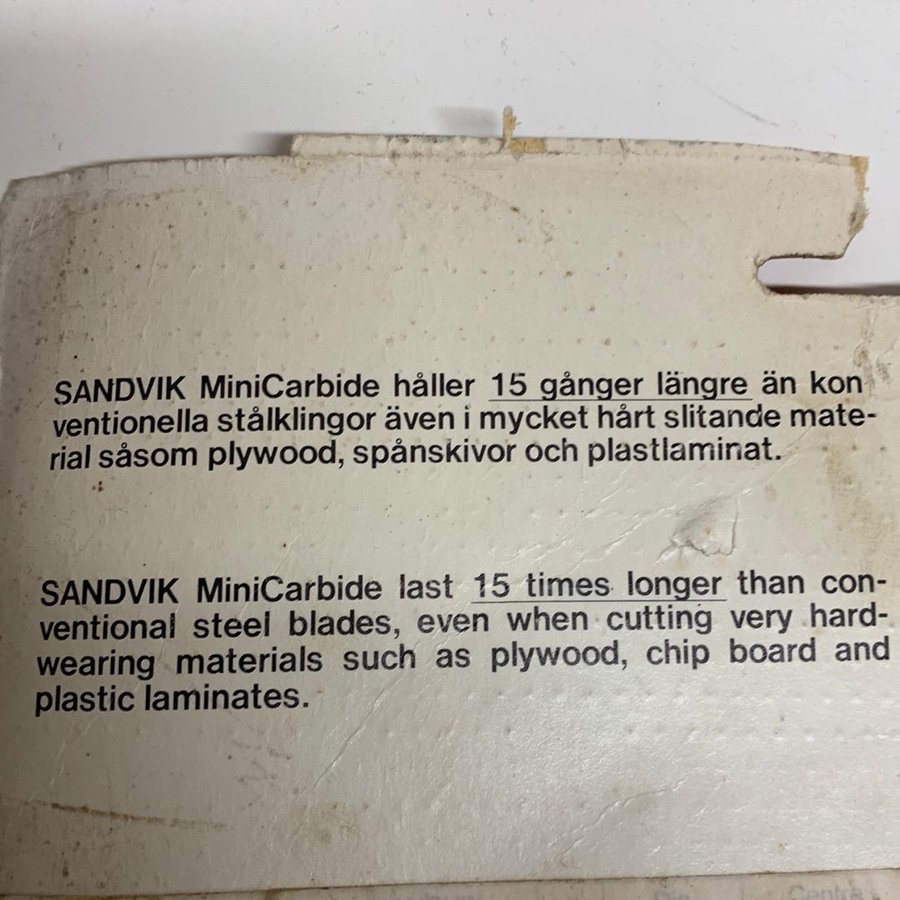 SANDVIK MiniCarbide håller 15 gånger längre än kon
ventionella stålklingor även i mycket hårt slitande mate-
rial såsom plywood, spånskivor och plastlaminat.
SANDVIK MiniCarbide last 15 times longer than con-
ventional steel blades, even when cutting very hard-
wearing materials such as plywood, chip board and
plastic laminates.